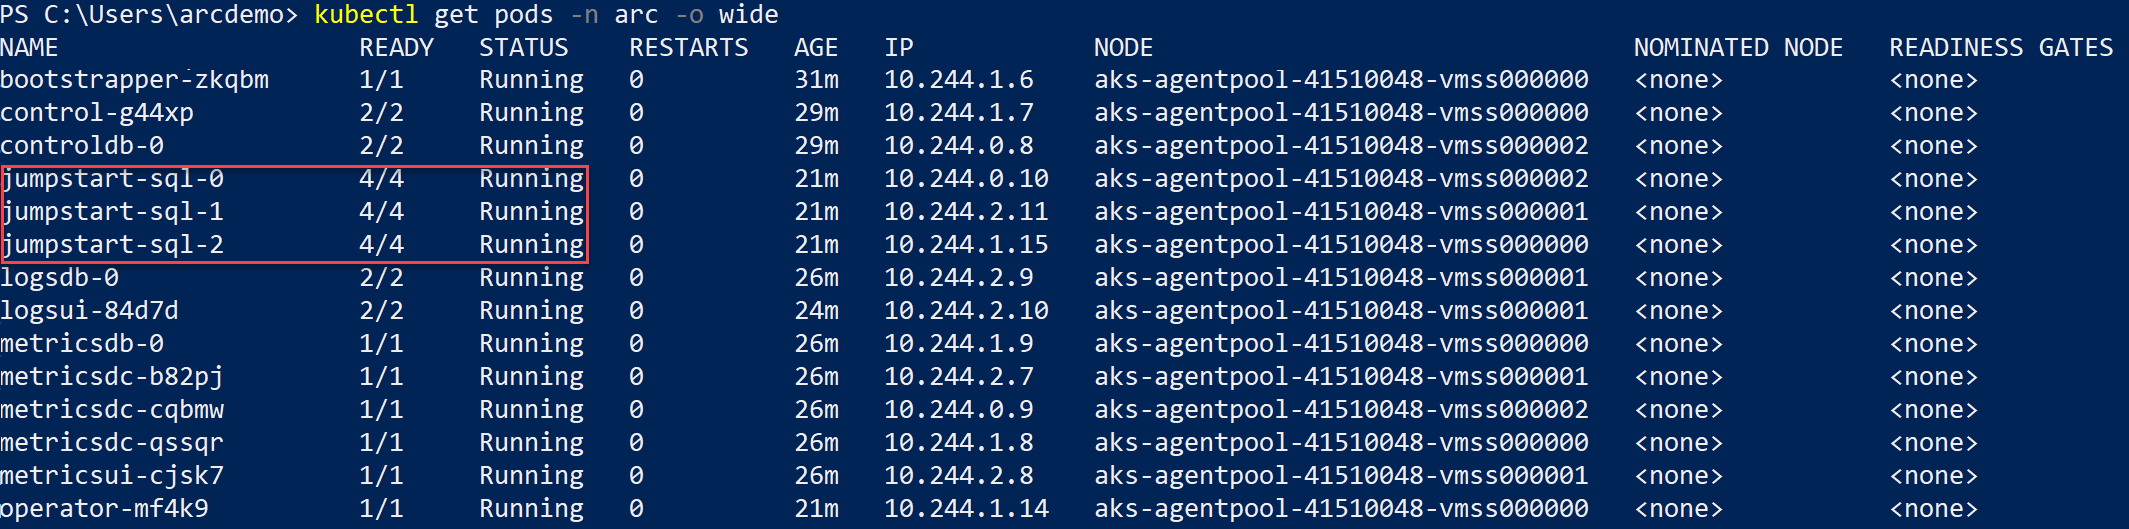 PS C:\Users\arcdemo> kubectl get pods -n arc -o wide
NAME READY STATUS RESTARTS AGE IP NODE NOMINATED NODE READINESS GATES
bootstrapper-zkqbm 1/1 Running 0 31m 10.244.1.6 aks-agentpool-41510048-vmss000000 <none> <none>
control-g44xp 2/2 Running 0 29m 10.244.1.7 aks-agentpool-41510048-vmss000000 <none> <none>
controldb-0 2/2 Running 0 29m 10.244.0.8 aks-agentpool-41510048-vmss000002 <none> <none>
jumpstart-sql-0 4/4 Running 0 21m 10.244.0.10 aks-agentpool-41510048-vmss000002 <none> <none>
jumpstart-sql-1 4/4 Running 0 21m 10.244.2.11 aks-agentpool-41510048-vmss000001 <none> <none>
jumpstart-sql-2 4/4 Running 0 21m 10.244.1.15 aks-agentpool-41510048-vmss000000 <none> <none>
logsdb-0 2/2 Running 0 26m 10.244.2.9 aks-agentpool-41510048-vmss000001 <none> <none>
logsui-84d7d 2/2 Running 0 24m 10.244.2.10 aks-agentpool-41510048-vmss000001 <none> <none>
metricsdb-0 1/1 Running 0 26m 10.244.1.9 aks-agentpool-41510048-vmss000000 <none> <none>
metricsdc-b82pj 1/1 Running 0 26m 10.244.2.7 aks-agentpool-41510048-vmss000001 <none> <none>
metricsdc-cqbmw 1/1 Running 0 26m 10.244.0.9 aks-agentpool-41510048-vmss000002 <none> <none>
metricsdc-qssqr 1/1 Running 0 26m 10.244.1.8 aks-agentpool-41510048-vmss000000 <none> <none>
metricsui-cjsk7 1/1 Running 0 26m 10.244.2.8 aks-agentpool-41510048-vmss000001 <none> <none>
operator-mf4k9 1/1 Running 0 21m 10.244.1.14 aks-agentpool-41510048-vmss000000 <none> <none>